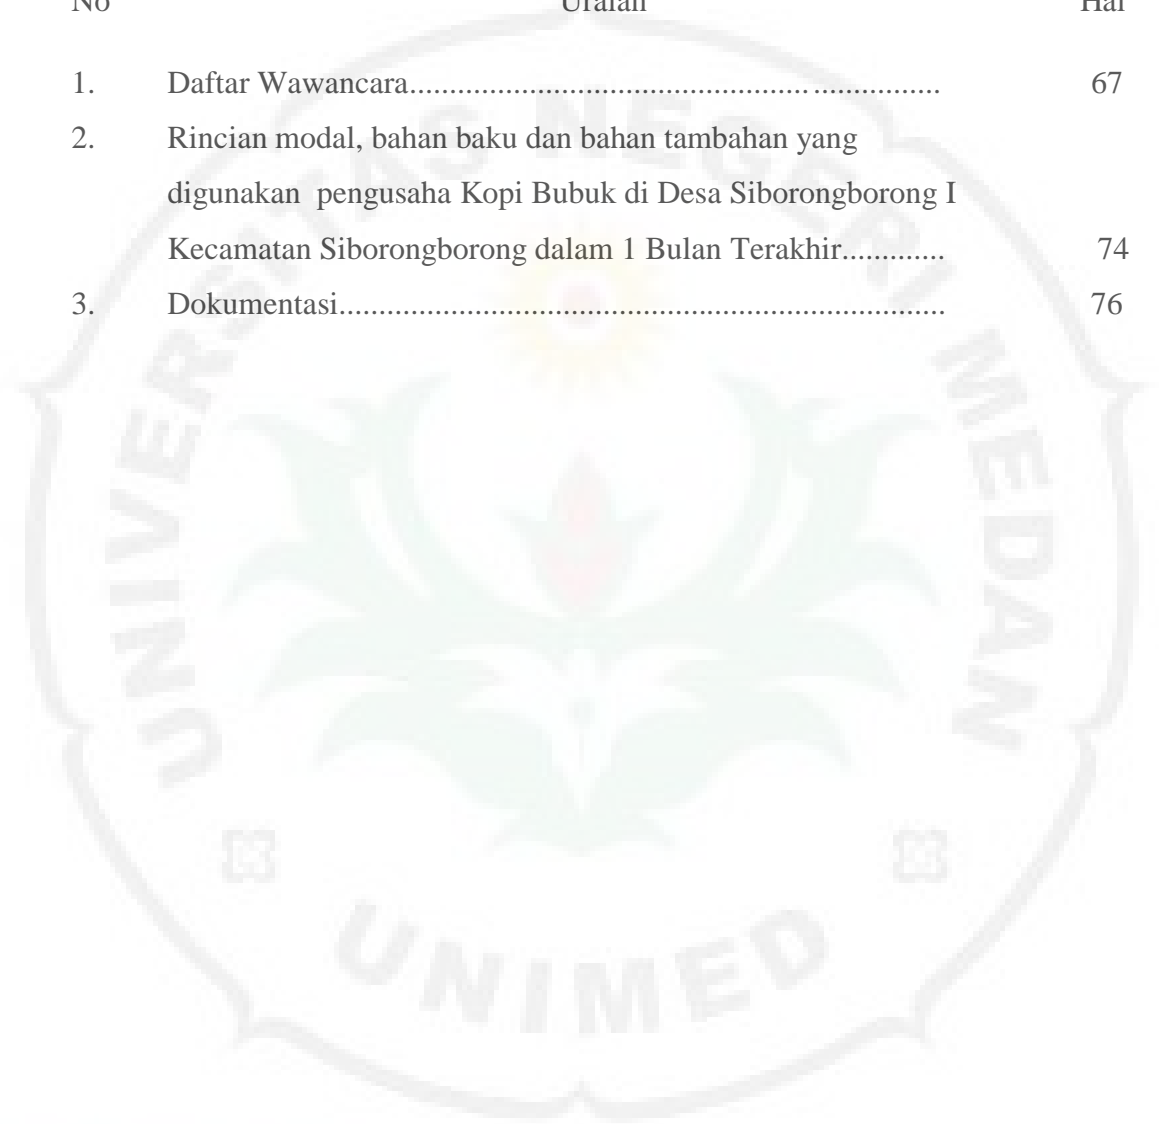 No Uraian Hal
1. Daftar Wawancara.................................................................. 67
2. Rincian modal, bahan baku dan bahan tambahan yang
digunakan pengusaha Kopi Bubuk di Desa Siborongborong I
Kecamatan Siborongborong dalam 1 Bulan Terakhir............. 74
3. Dokumentasi........................................................................... 76
UNIVERSITAS NEGERI MEDAN
UNIMED